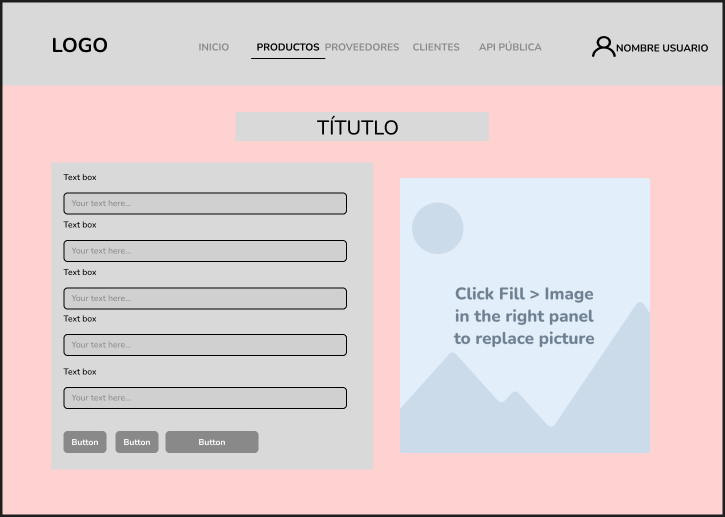 LOGO
INICIO PRODUCTOS PROVEEDORES CLIENTES API PÚBLICA
NOMBRE USUARIO
TÍTUTLO
Text box
Your text here...
Text box
Your text here...
Text box
Your text here...
Text box
Your text here...
Text box
Your text here...
Button Button Button
Click Fill > Image
in the right panel
to replace picture